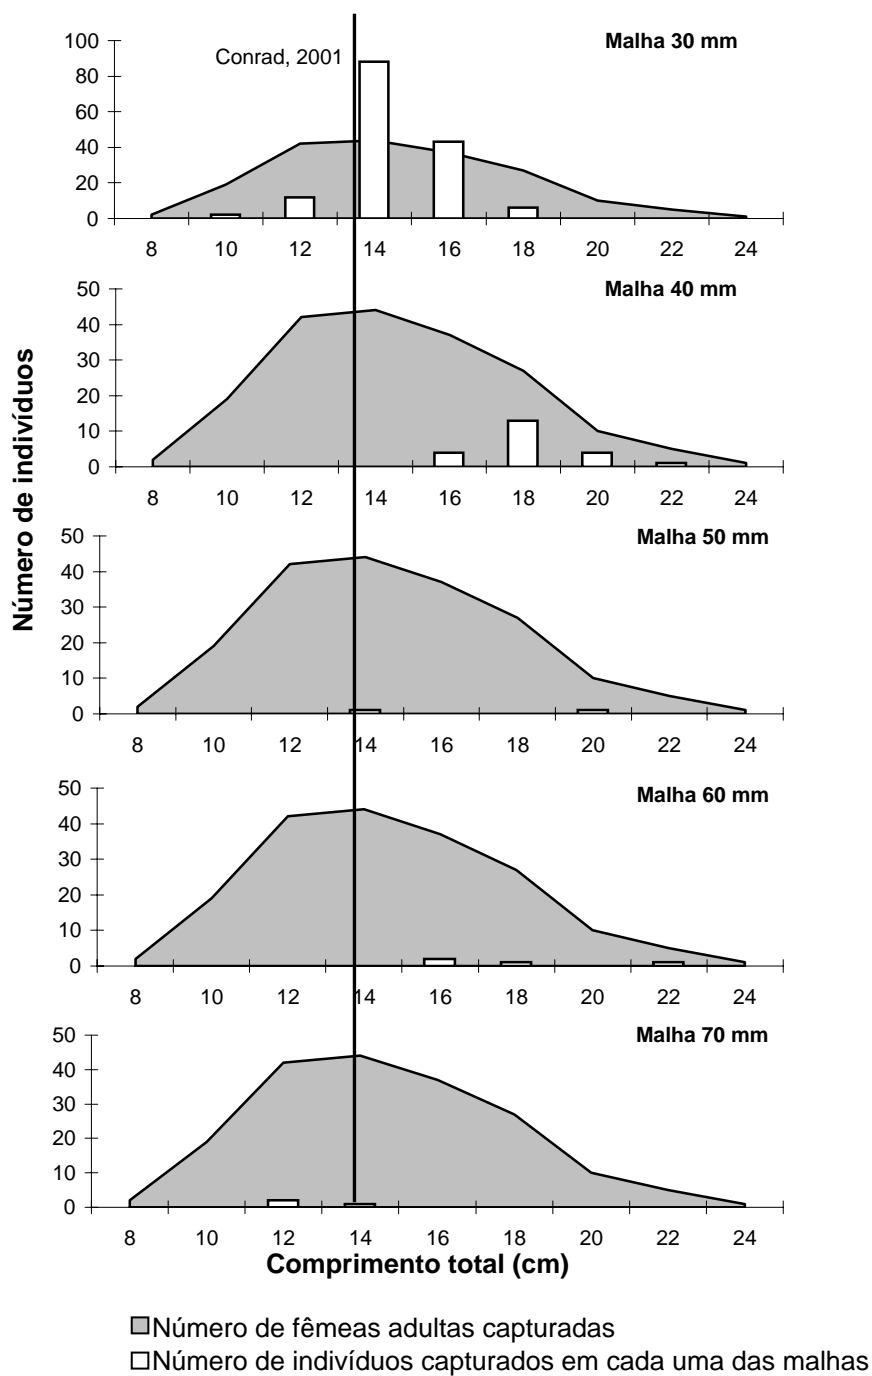 Conrad, 2001
Malha 30 mm
100
80
60
40
20
0
8 10 12 14 16 18 20 22 24
Malha 40 mm
50
40
30
20
10
0
8 10 12 14 16 18 20 22 24
Número de indivíduos
Malha 50 mm
50
40
30
20
10
0
8 10 12 14 16 18 20 22 24
Malha 60 mm
50
40
30
20
10
0
8 10 12 14 16 18 20 22 24
Malha 70 mm
50
40
30
20
10
0
8 10 12 14 16 18 20 22 24
Comprimento total (cm)
Número de fêmeas adultas capturadas
Número de indivíduos capturados em cada uma das malhas